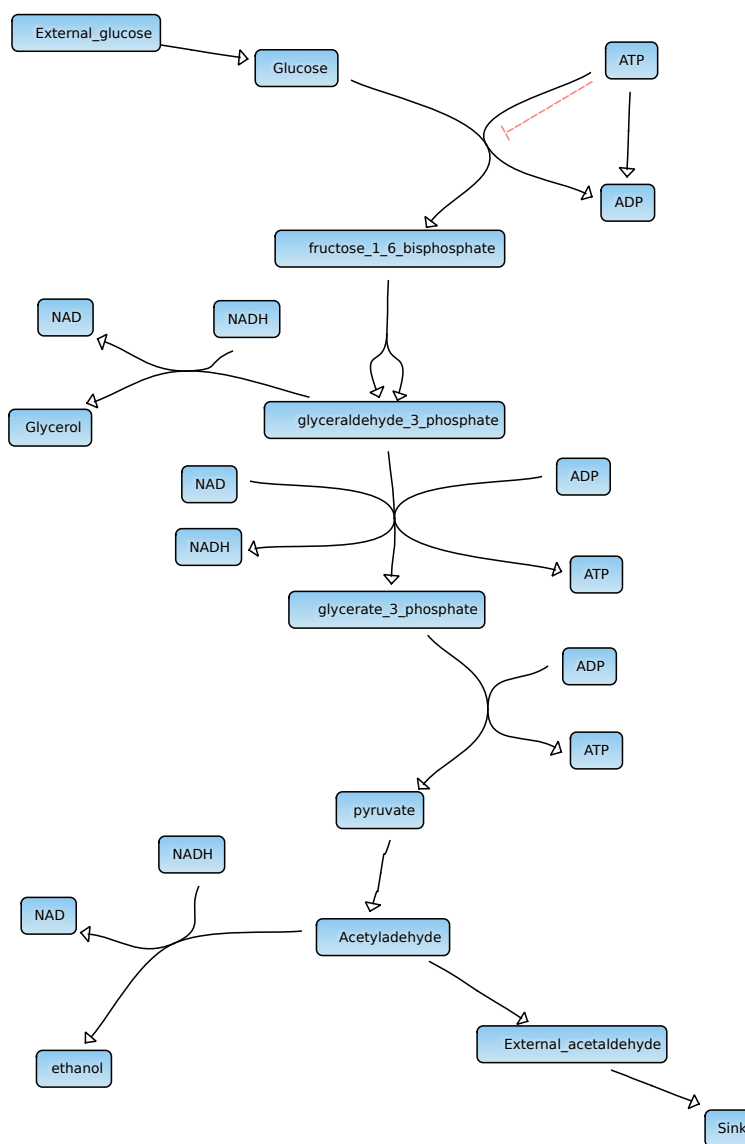 External_glucose
Glucose
ATP
ADP
fructose_1_6_bisphosphate
NAD
NADH
Glycerol
glyceraldehyde_3_phosphate
NAD
ADP
NADH
ATP
glycerate_3_phosphate
ADP
ATP
pyruvate
NADH
NAD
Acetyladehyde
External_acetaldehyde
ethanol
Sink